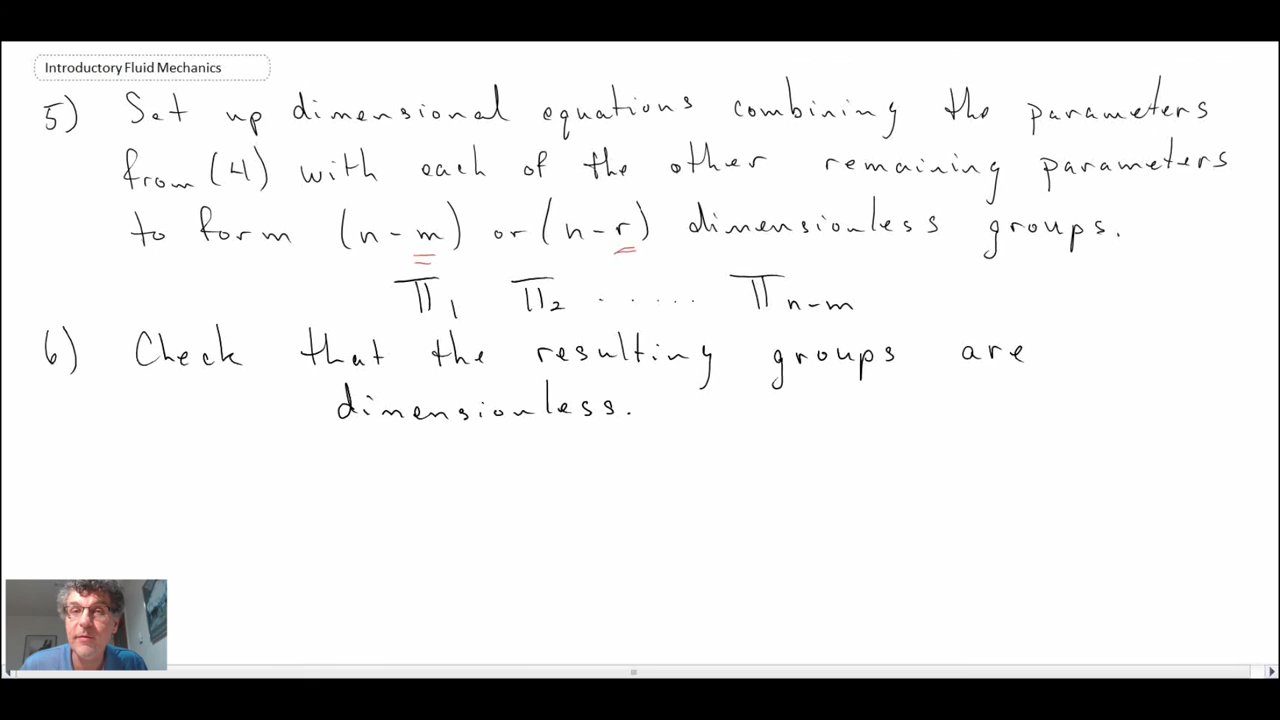 Introductory Fluid Mechanics
5) Set up dimensional equations combining the parameters
from (4) with each of the other remaining parameters
to form (n-m) or (n-r) dimensionless groups.
π₁ π₂ ...... πₙ₋ₘ
6) Check that the resulting groups are
dimensionless.